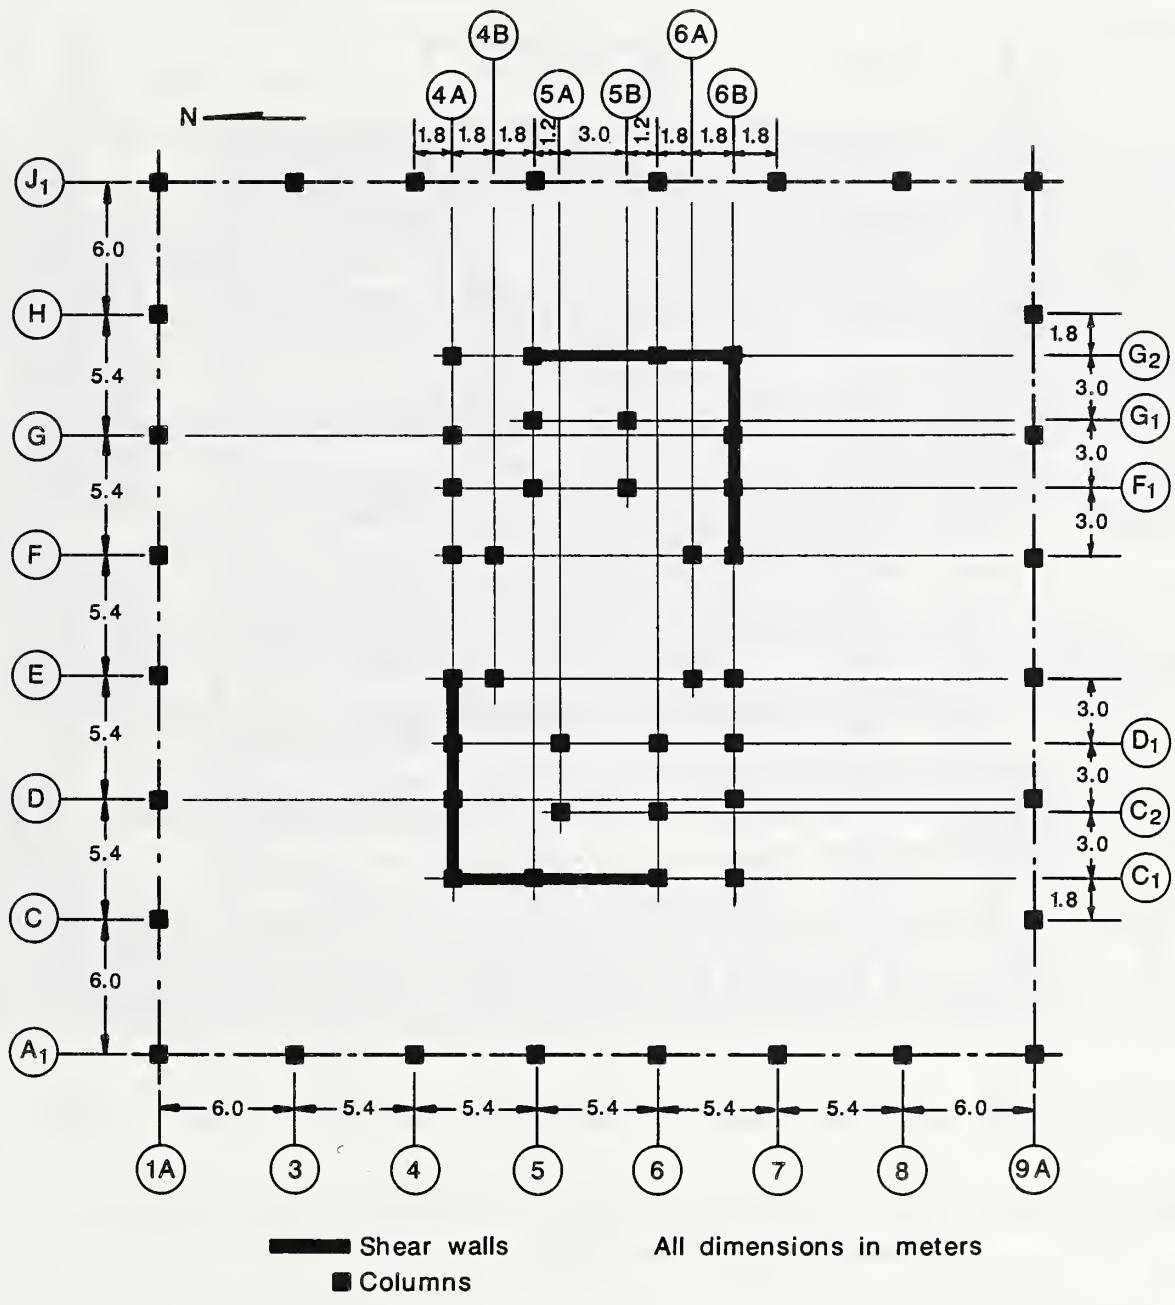 4B 6A
4A 5A 5B 6B
N
1.8 1.8 1.8 1.2 3.0 1.2 1.8 1.8 1.8
J1
6.0
H
1.8
G2
5.4
3.0
G1
G
3.0
F1
5.4
3.0
F
5.4
E
3.0
5.4
D1
3.0
D
C2
5.4
3.0
C1
1.8
C
6.0
A1
6.0 5.4 5.4 5.4 5.4 5.4 6.0
1A 3 4 5 6 7 8 9A
Shear walls All dimensions in meters
Columns